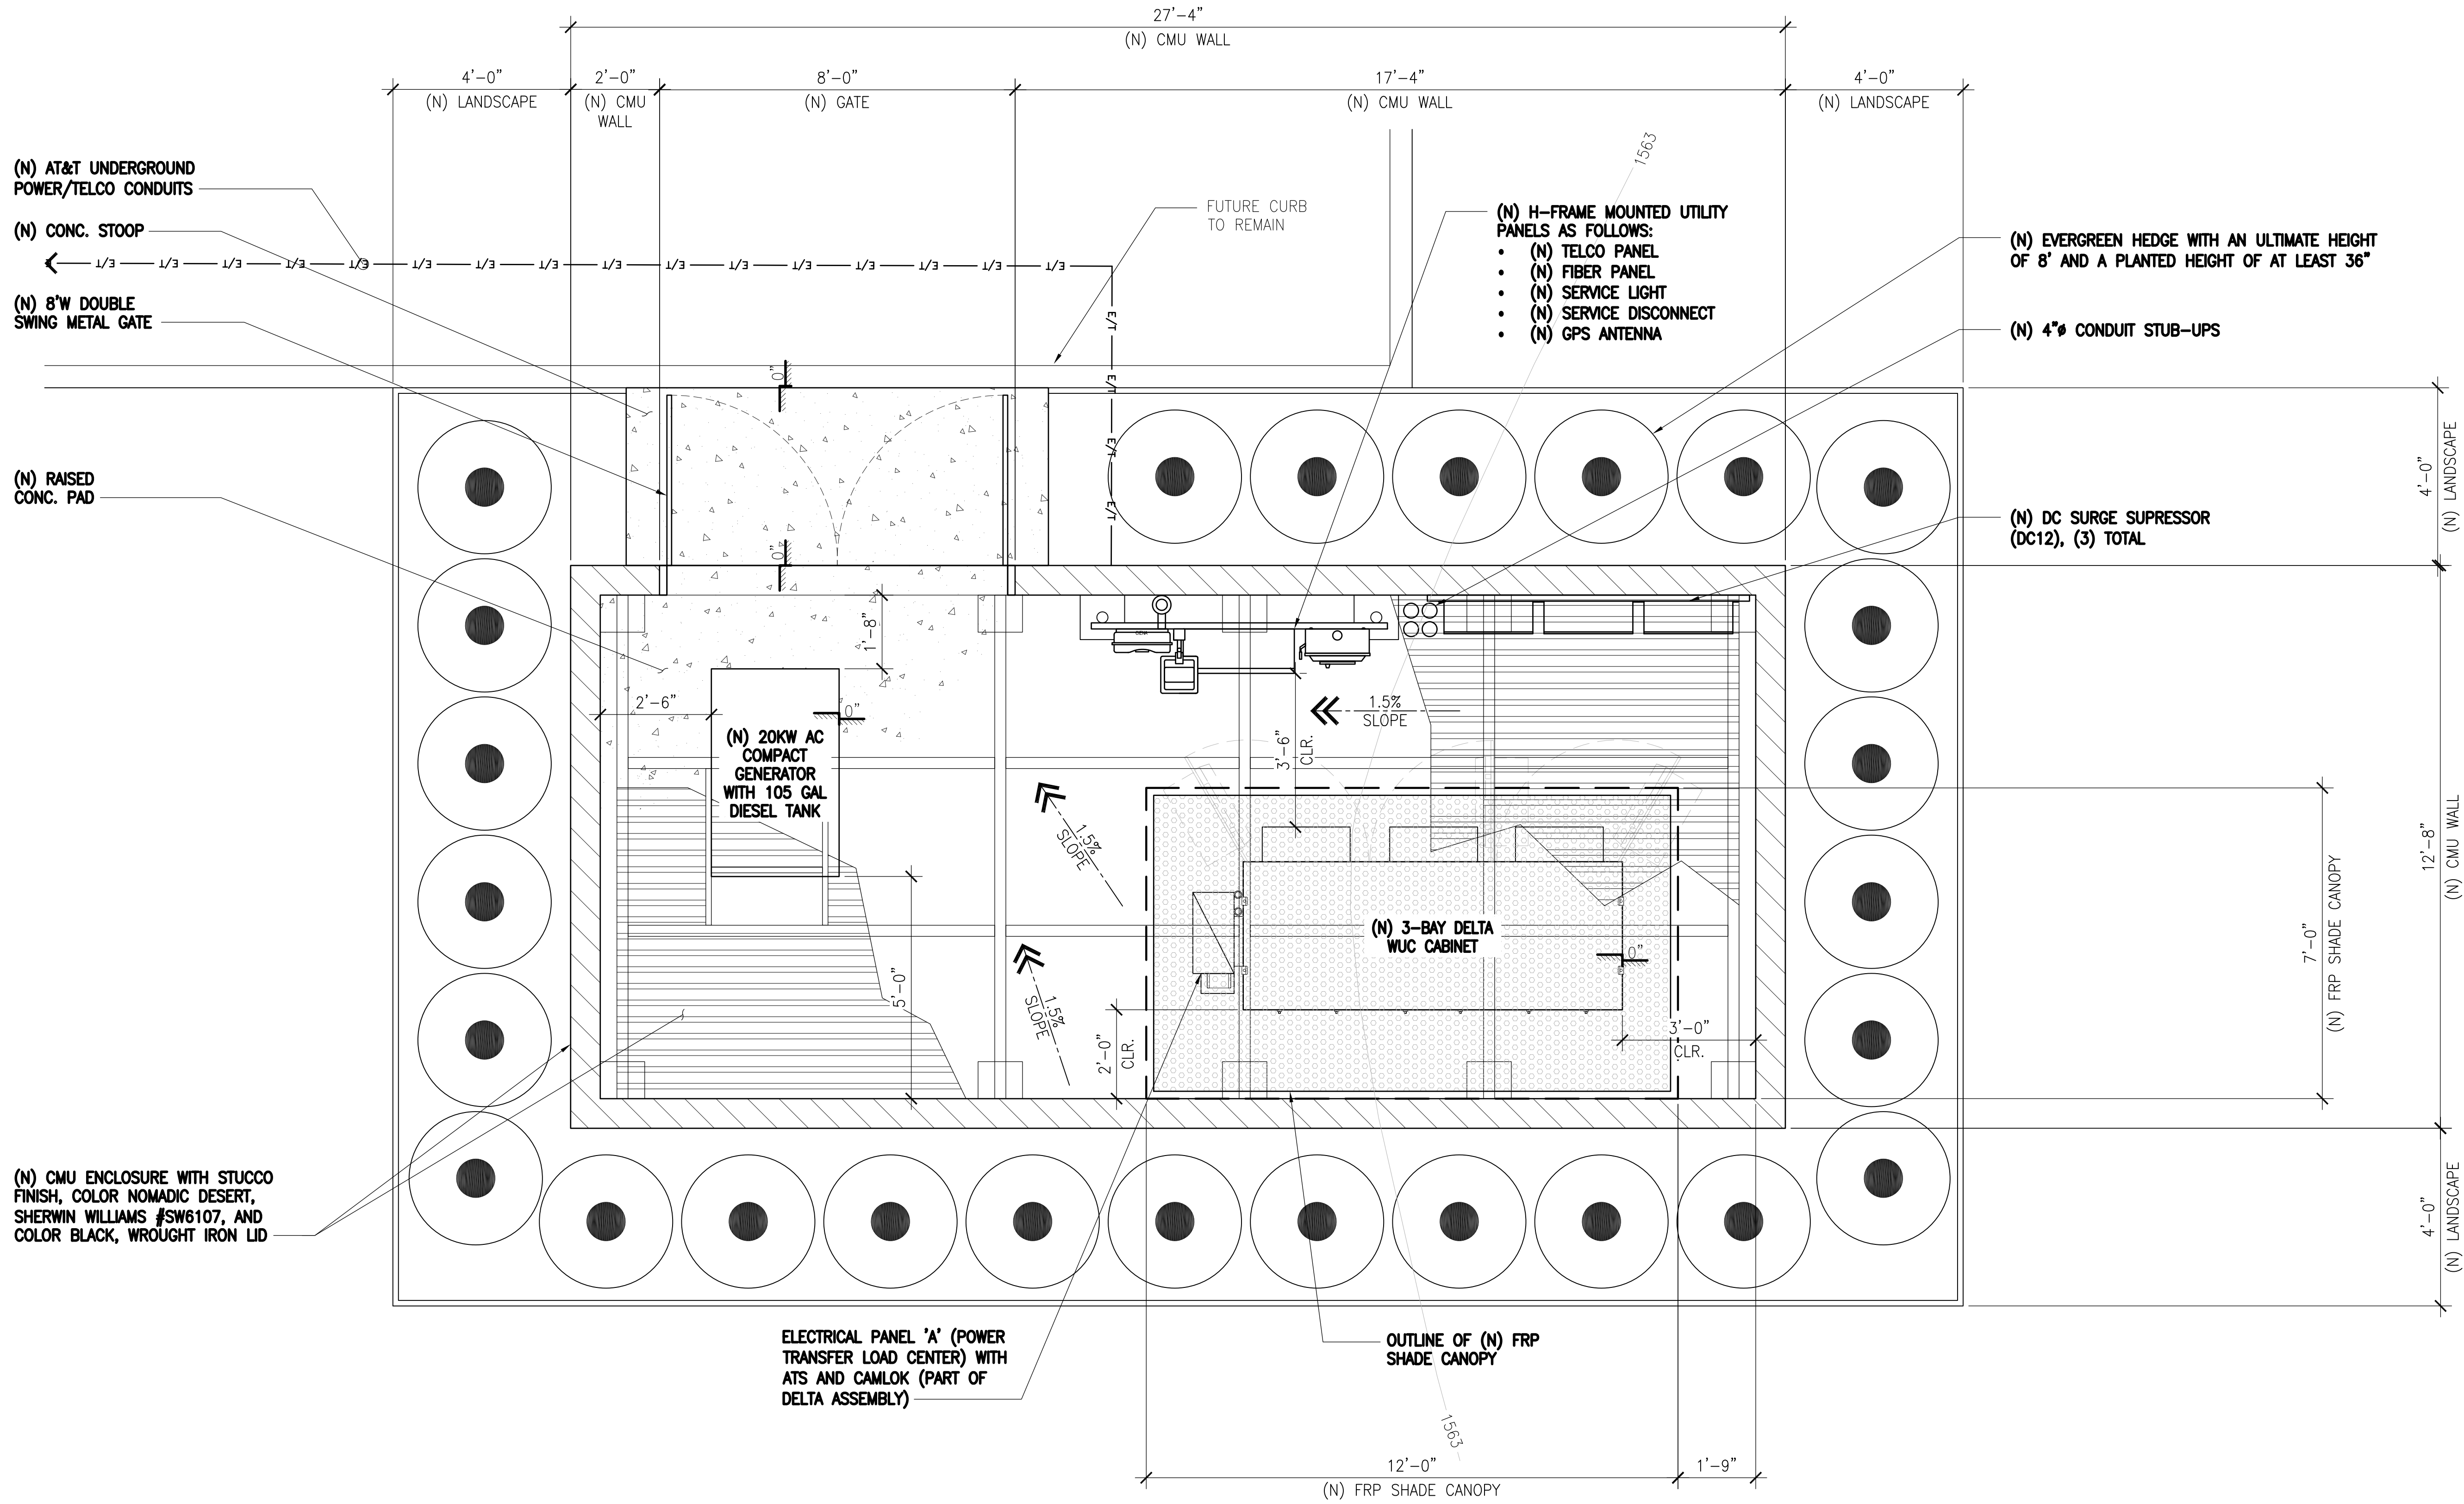 27'-4"
(N) CMU WALL
4'-0"
(N) LANDSCAPE
2'-0"
(N) CMU
WALL
8'-0"
(N) GATE
17'-4"
(N) CMU WALL
4'-0"
(N) LANDSCAPE
(N) AT&T UNDERGROUND
POWER/TELCO CONDUITS
(N) CONC. STOOP
E/T E/T E/T E/T E/T E/T E/T E/T E/T E/T E/T E/T E/T E/T E/T E/T
E/T
E/T
E/T
E/T
(N) 8'W DOUBLE
SWING METAL GATE
(N) RAISED
CONC. PAD
FUTURE CURB
TO REMAIN
1563
(N) H-FRAME MOUNTED UTILITY
PANELS AS FOLLOWS:
• (N) TELCO PANEL
• (N) FIBER PANEL
• (N) SERVICE LIGHT
• (N) SERVICE DISCONNECT
• (N) GPS ANTENNA
(N) EVERGREEN HEDGE WITH AN ULTIMATE HEIGHT
OF 8' AND A PLANTED HEIGHT OF AT LEAST 36"
(N) 4"ø CONDUIT STUB-UPS
(N) DC SURGE SUPRESSOR
(DC12), (3) TOTAL
0"
0"
1'-8"
2'-6"
0"
(N) 20KW AC
COMPACT
GENERATOR
WITH 105 GAL
DIESEL TANK
5'-0"
1.5%
SLOPE
1.5%
SLOPE
1.5%
SLOPE
3'-6"
CLR.
(N) 3-BAY DELTA
WUC CABINET
0"
2'-0"
CLR.
3'-0"
CLR.
4'-0"
(N) LANDSCAPE
12'-8"
(N) CMU WALL
7'-0"
(N) FRP SHADE CANOPY
4'-0"
(N) LANDSCAPE
(N) CMU ENCLOSURE WITH STUCCO
FINISH, COLOR NOMADIC DESERT,
SHERWIN WILLIAMS #SW6107, AND
COLOR BLACK, WROUGHT IRON LID
ELECTRICAL PANEL 'A' (POWER
TRANSFER LOAD CENTER) WITH
ATS AND CAMLOK (PART OF
DELTA ASSEMBLY)
OUTLINE OF (N) FRP
SHADE CANOPY
1563
12'-0"
(N) FRP SHADE CANOPY
1'-9"